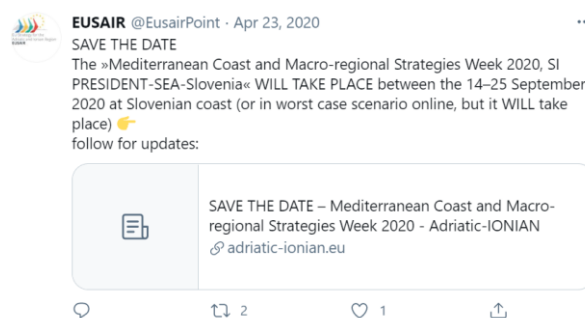 EUSAIR @EusairPoint · Apr 23, 2020
SAVE THE DATE
The »Mediterranean Coast and Macro-regional Strategies Week 2020, SI
PRESIDENT-SEA-Slovenia« WILL TAKE PLACE between the 14–25 September
2020 at Slovenian coast (or in worst case scenario online, but it WILL take
place) 👉
follow for updates:
SAVE THE DATE – Mediterranean Coast and Macro-
regional Strategies Week 2020 - Adriatic-IONIAN
adriatic-ionian.eu
2 1